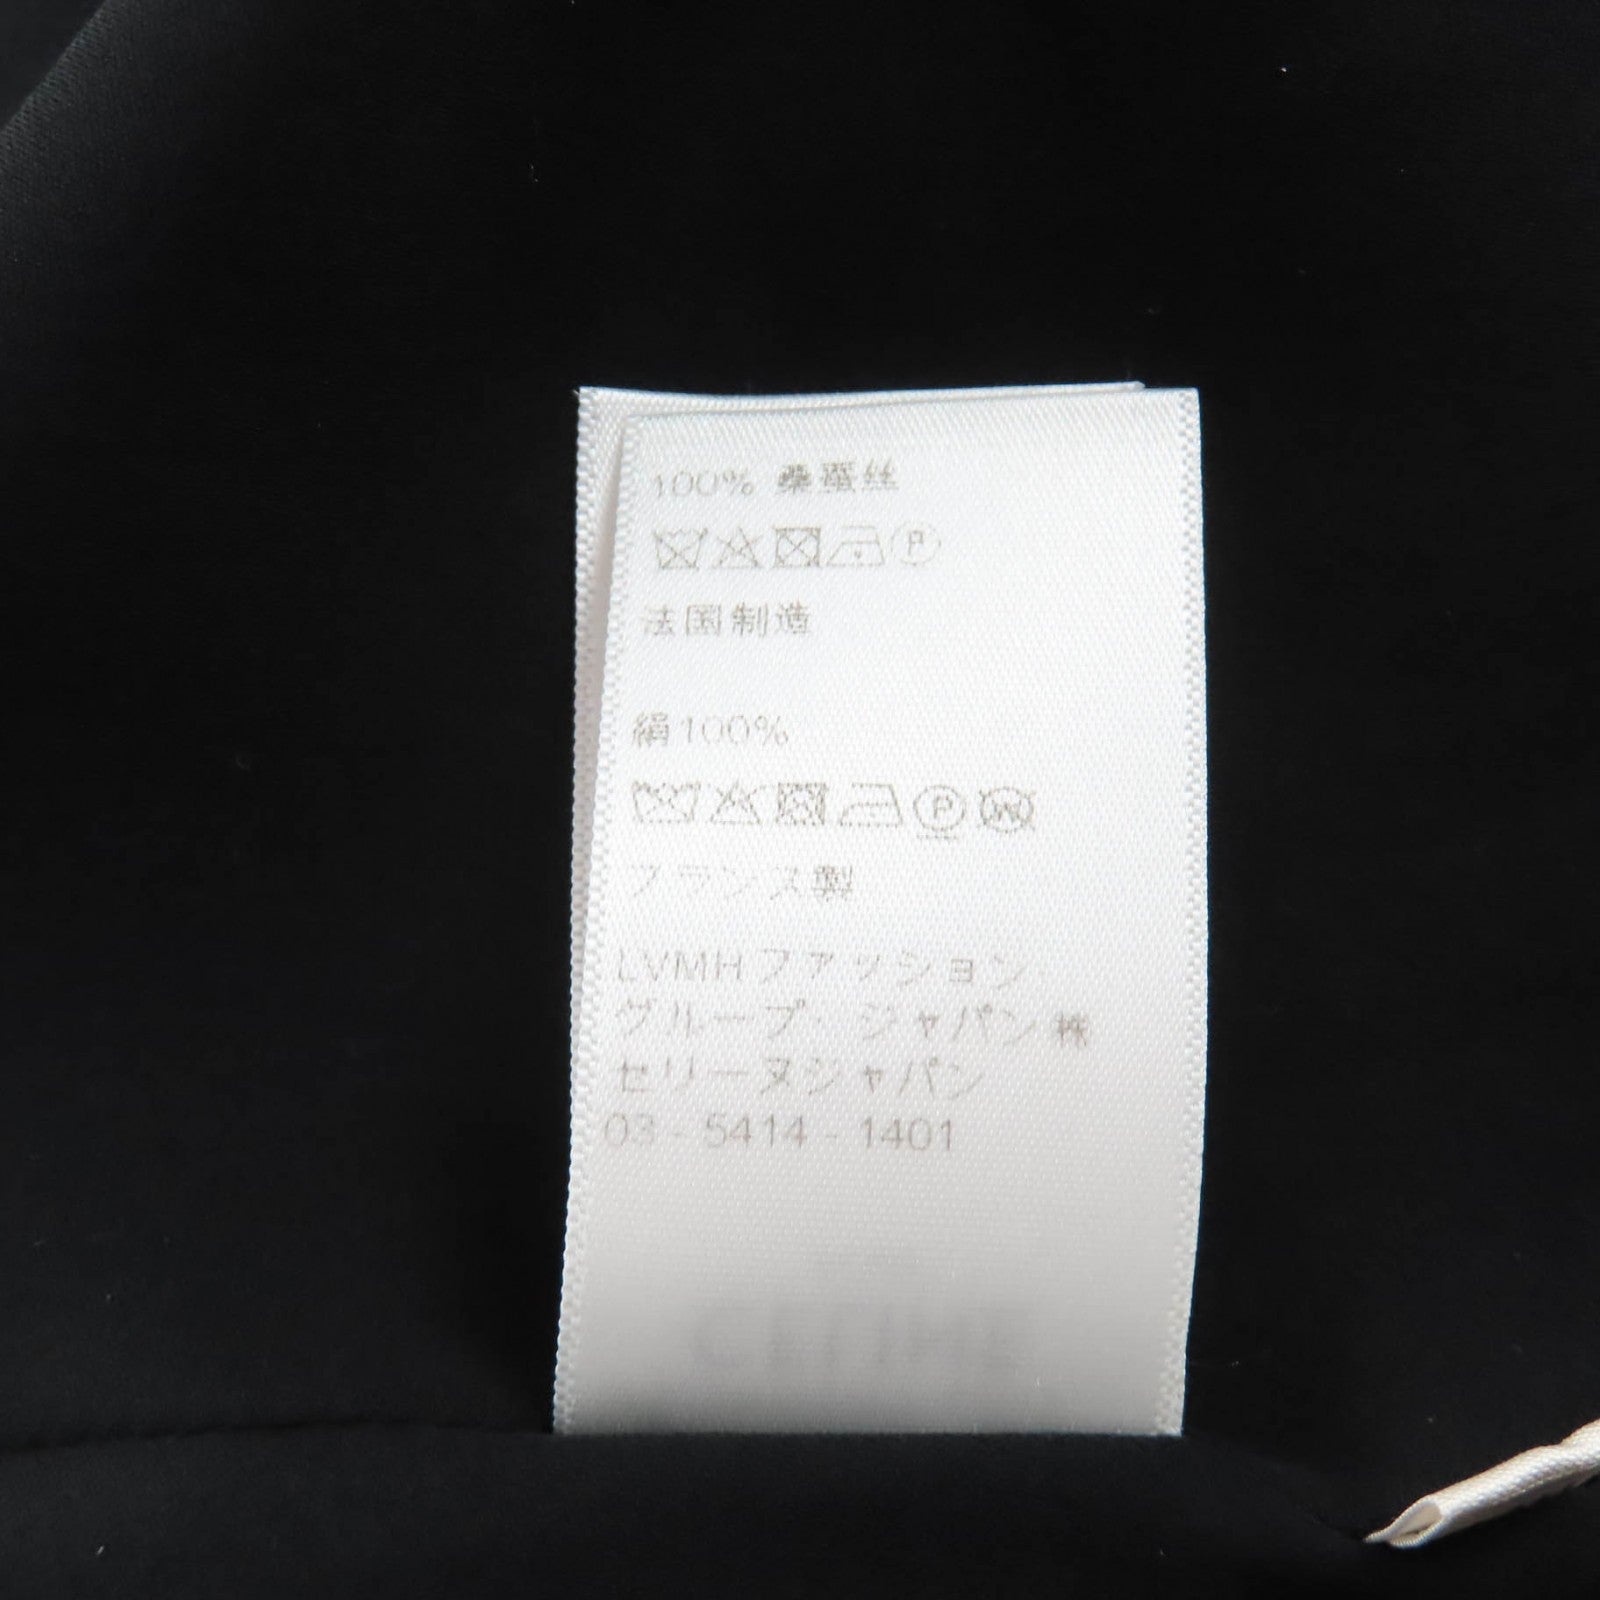 100% 桑蚕丝
P
法国制造
絹100%
P W
フランス製
LVMHファッション
グループ・ジャパン株
セリーヌジャパン
03-5414-1401